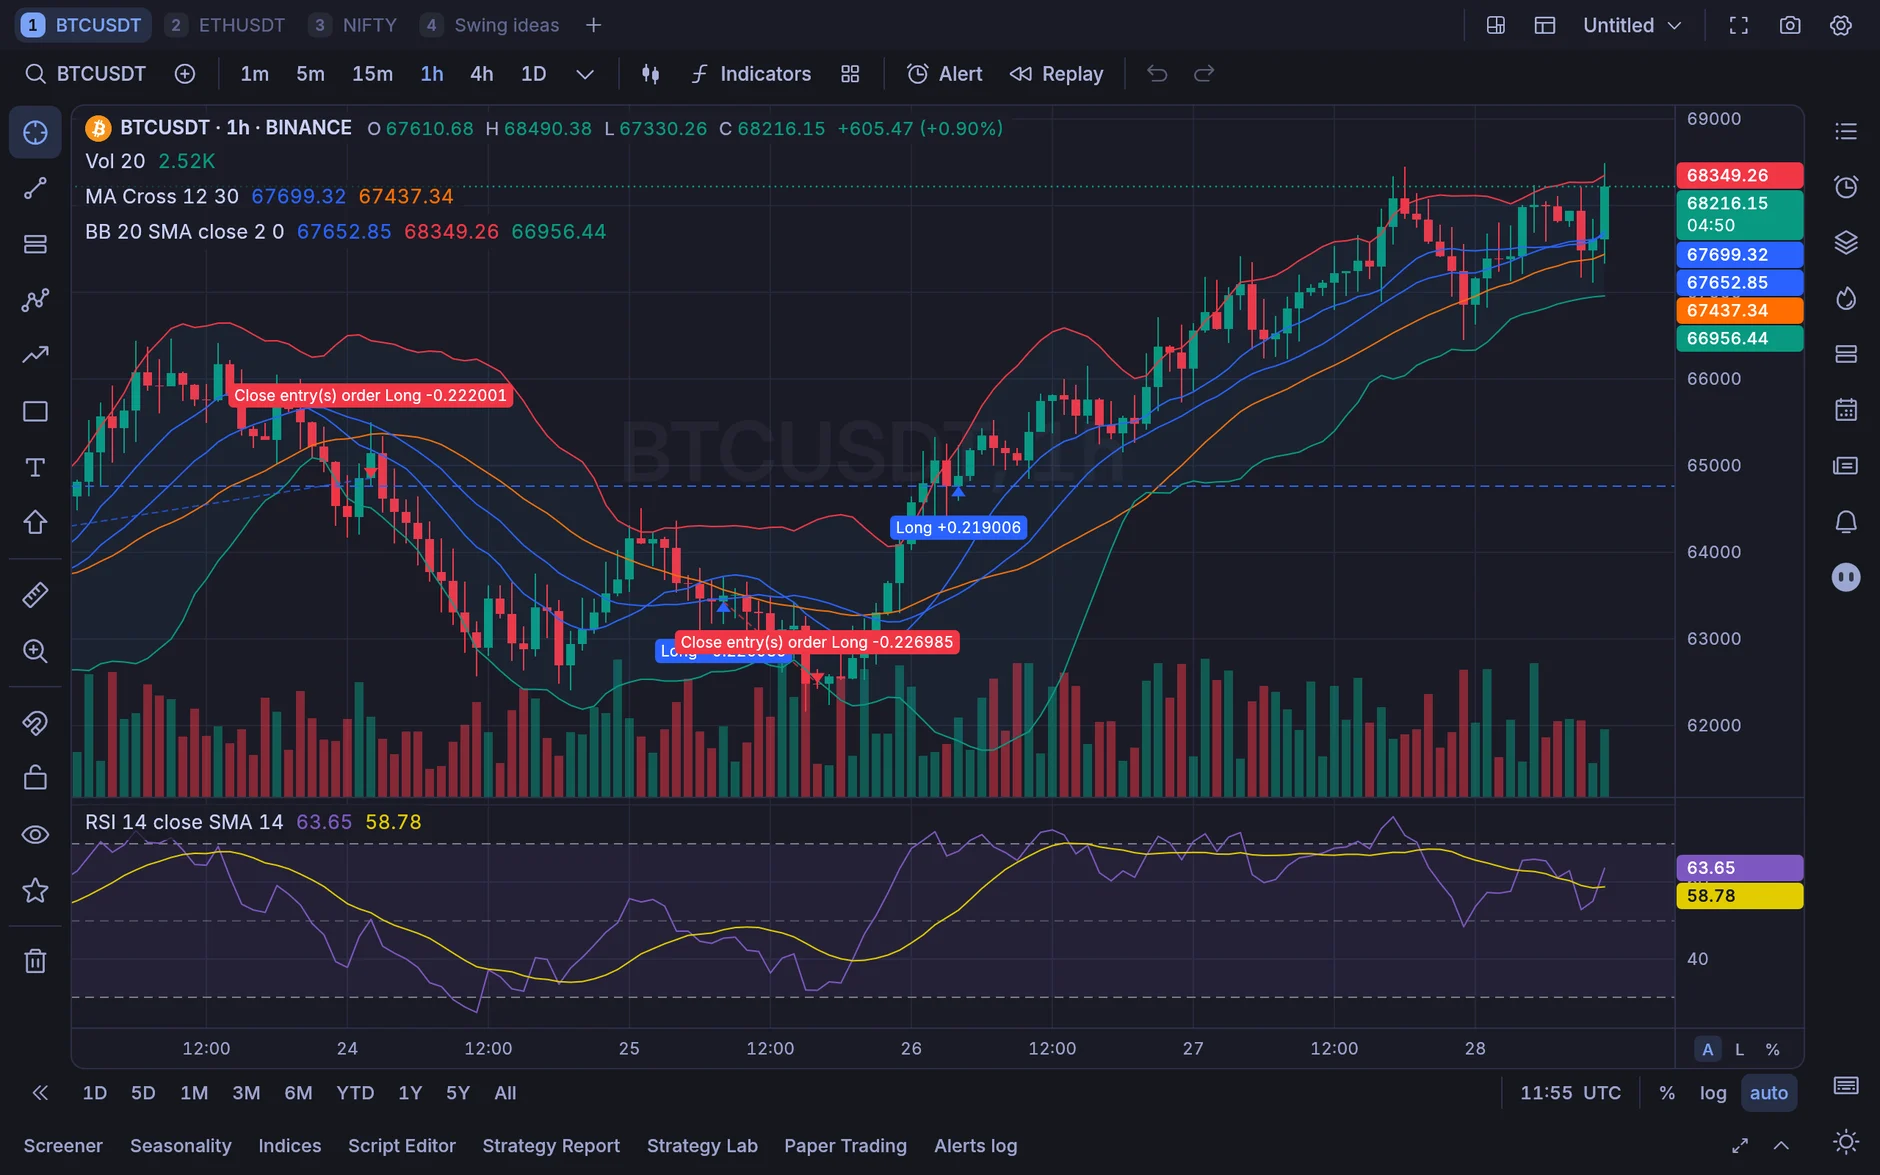 1 BTCUSDT 2 ETHUSDT 3 NIFTY 4 Swing ideas + Untitled
BTCUSDT 1m 5m 15m 1h 4h 1D Indicators Alert Replay
BTCUSDT · 1h · BINANCE O 67610.68 H 68490.38 L 67330.26 C 68216.15 +605.47 (+0.90%)
Vol 20 2.52K
MA Cross 12 30 67699.32 67437.34
BB 20 SMA close 2 0 67652.85 68349.26 66956.44
69000
68349.26
68216.15
04:50
67699.32
67652.85
67437.34
66956.44
66000
65000
64000
63000
62000
BTCUSDT, 1h
Close entry(s) order Long -0.222001
Long +0.219006
Close entry(s) order Long -0.226985
RSI 14 close SMA 14 63.65 58.78
63.65
58.78
40
12:00 24 12:00 25 12:00 26 12:00 27 12:00 28
A L %
1D 5D 1M 3M 6M YTD 1Y 5Y All 11:55 UTC % log auto
Screener Seasonality Indices Script Editor Strategy Report Strategy Lab Paper Trading Alerts log